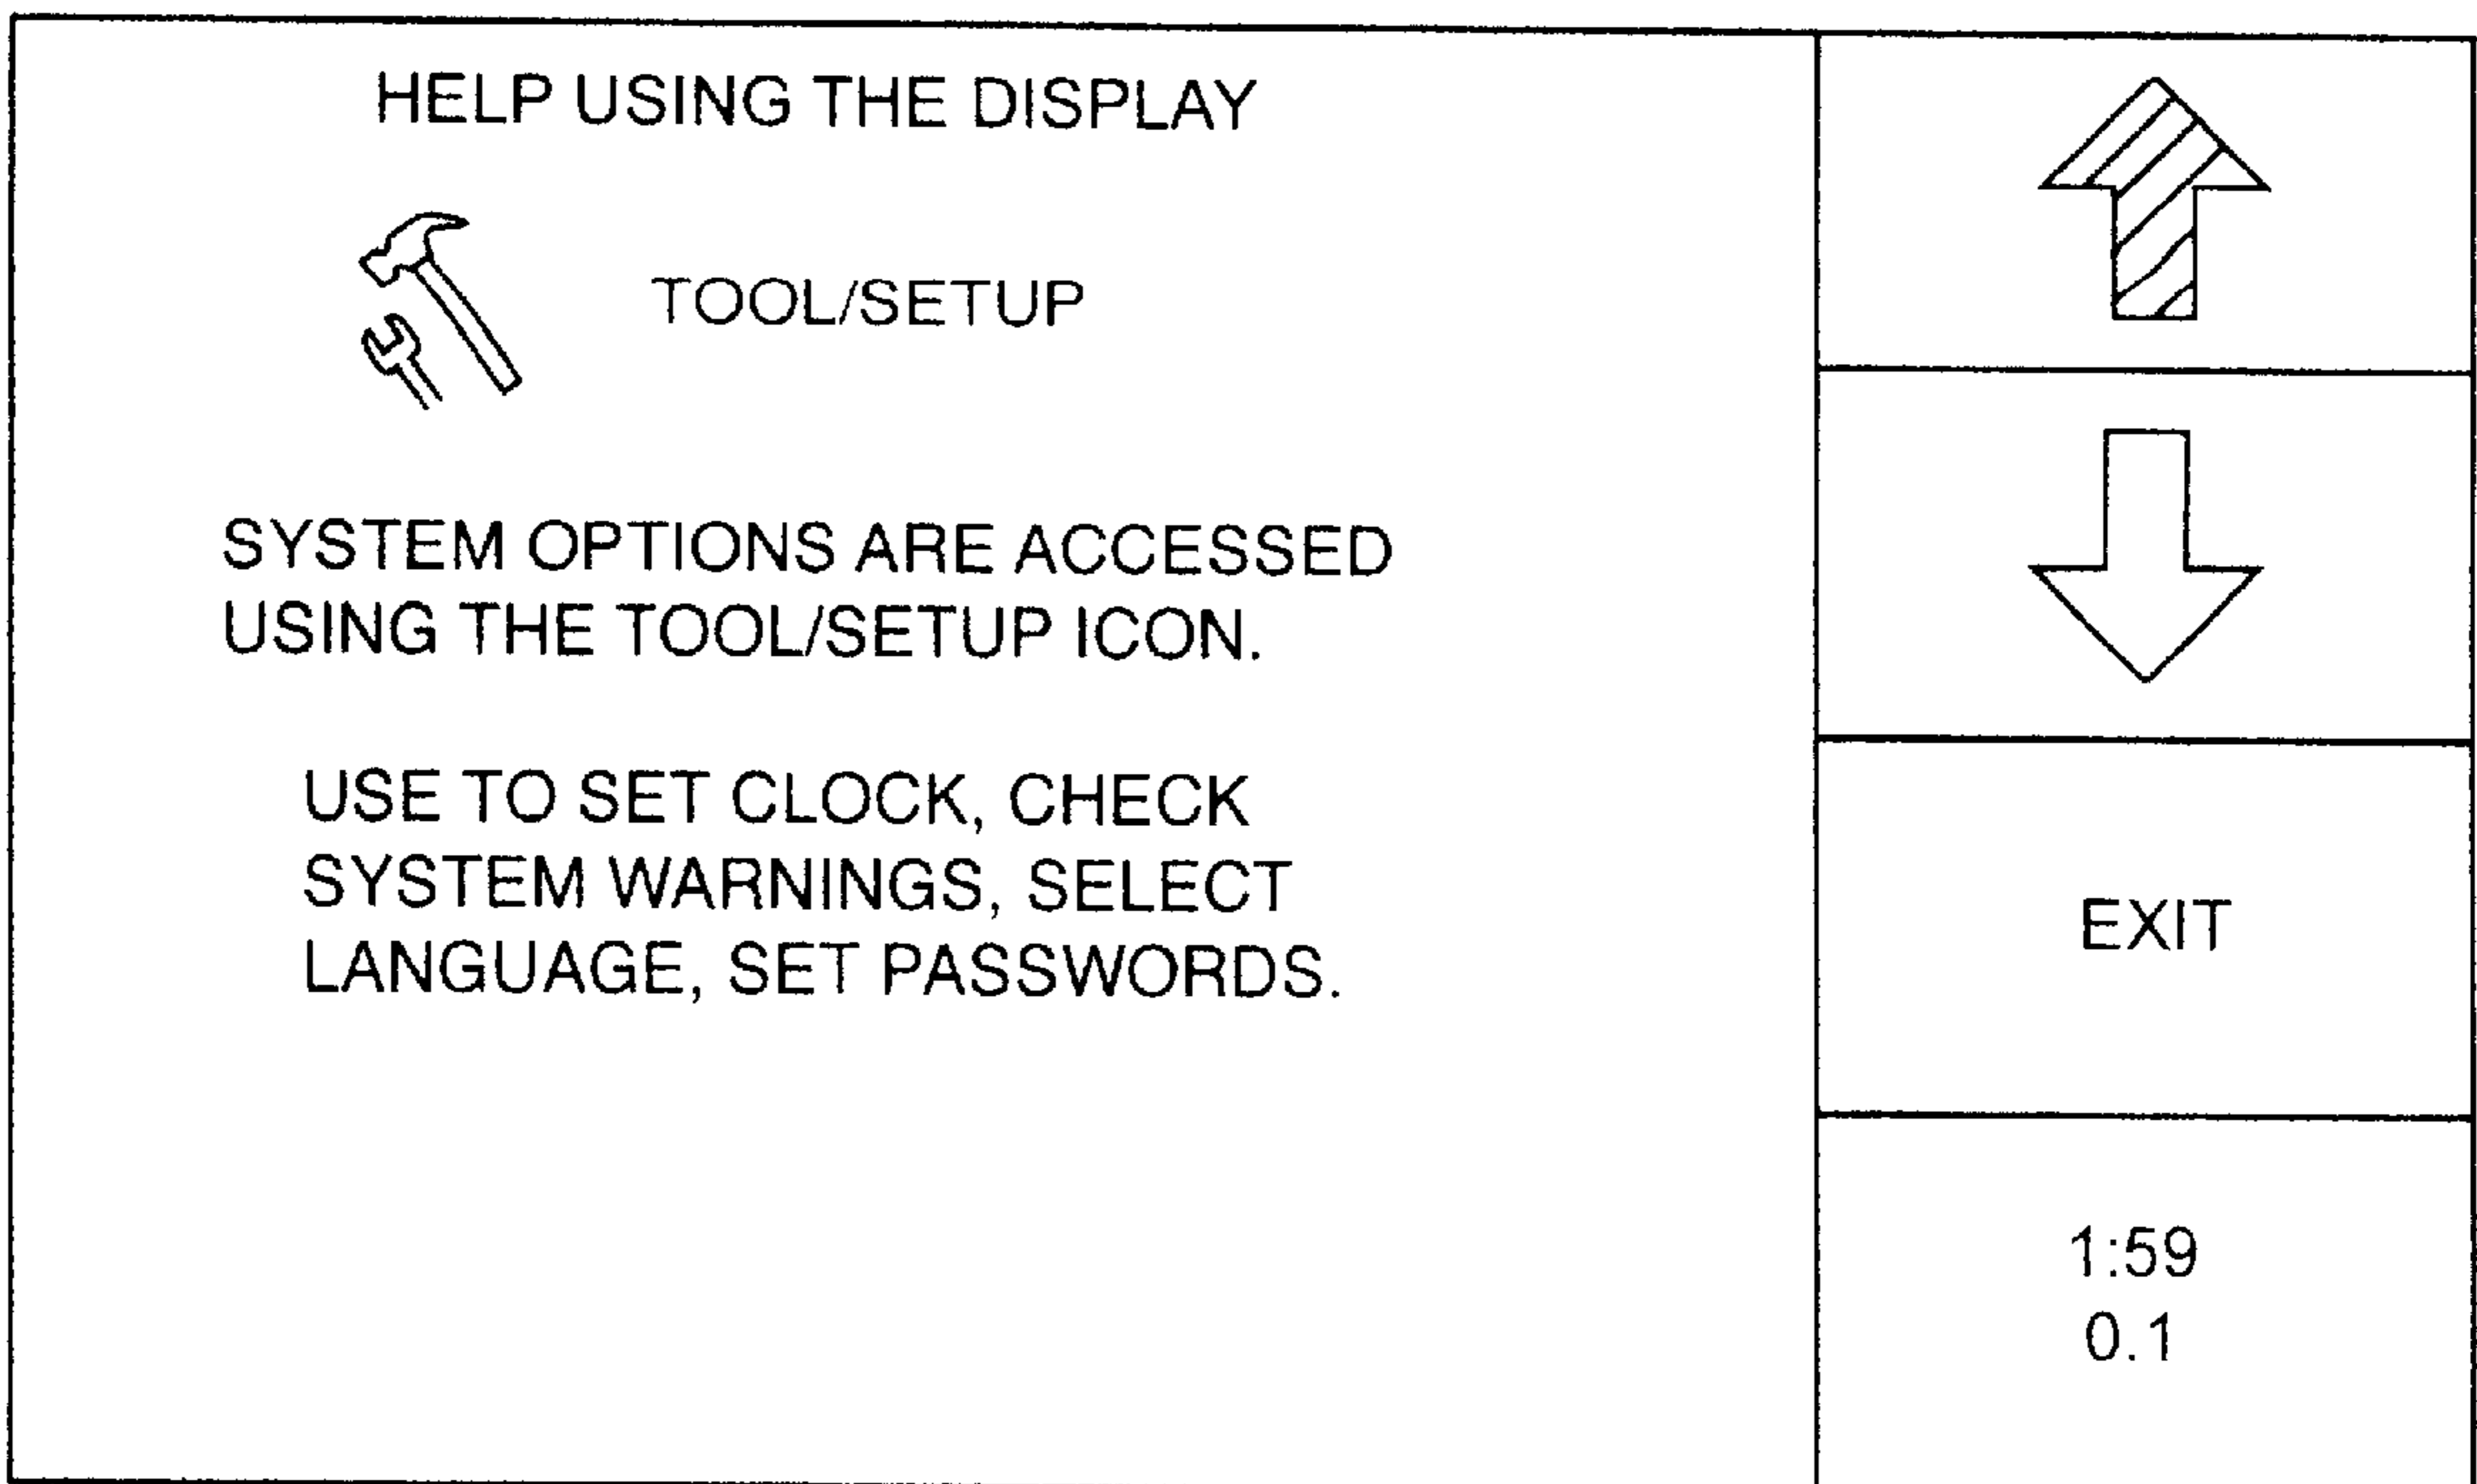 HELP USING THE DISPLAY
TOOL/SETUP
SYSTEM OPTIONS ARE ACCESSED
USING THE TOOL/SETUP ICON.
USE TO SET CLOCK, CHECK
SYSTEM WARNINGS, SELECT
LANGUAGE, SET PASSWORDS.
EXIT
1:59
0.1